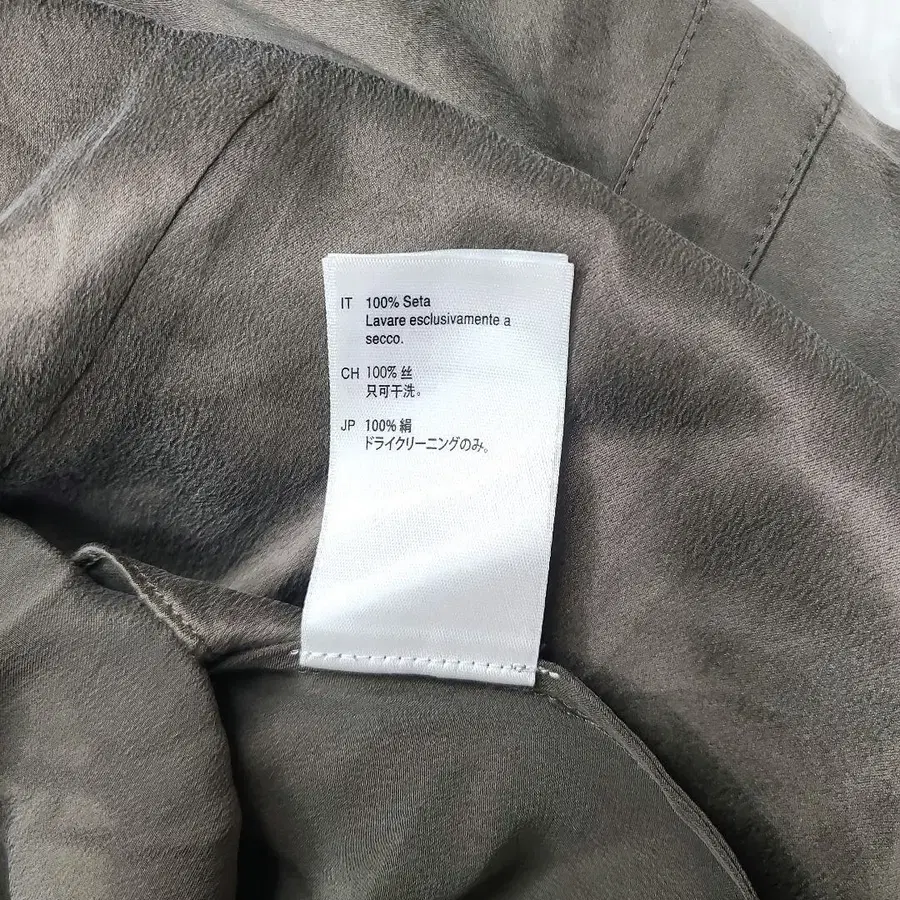 IT 100% Seta
Lavare esclusivamente a
secco.
CH 100% 丝
只可干洗。
JP 100% 絹
ドライクリーニングのみ。